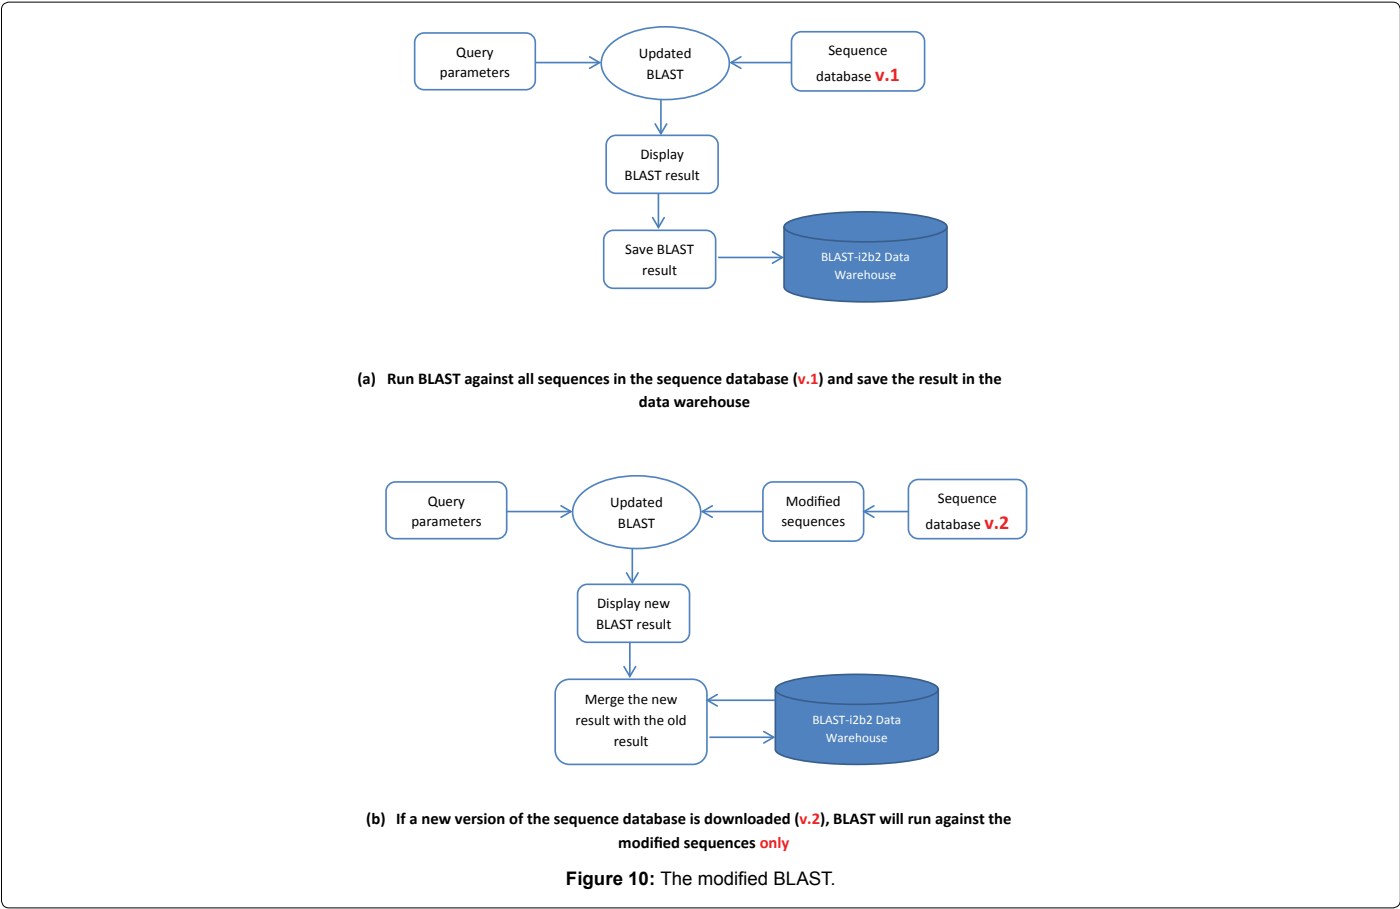 Query
parameters
Updated
BLAST
Sequence
database v.1
Display
BLAST result
Save BLAST
result
BLAST-i2b2 Data
Warehouse
(a) Run BLAST against all sequences in the sequence database (v.1) and save the result in the
data warehouse
Query
parameters
Updated
BLAST
Modified
sequences
Sequence
database v.2
Display new
BLAST result
Merge the new
result with the old
result
BLAST-i2b2 Data
Warehouse
(b) If a new version of the sequence database is downloaded (v.2), BLAST will run against the
modified sequences only
Figure 10: The modified BLAST.